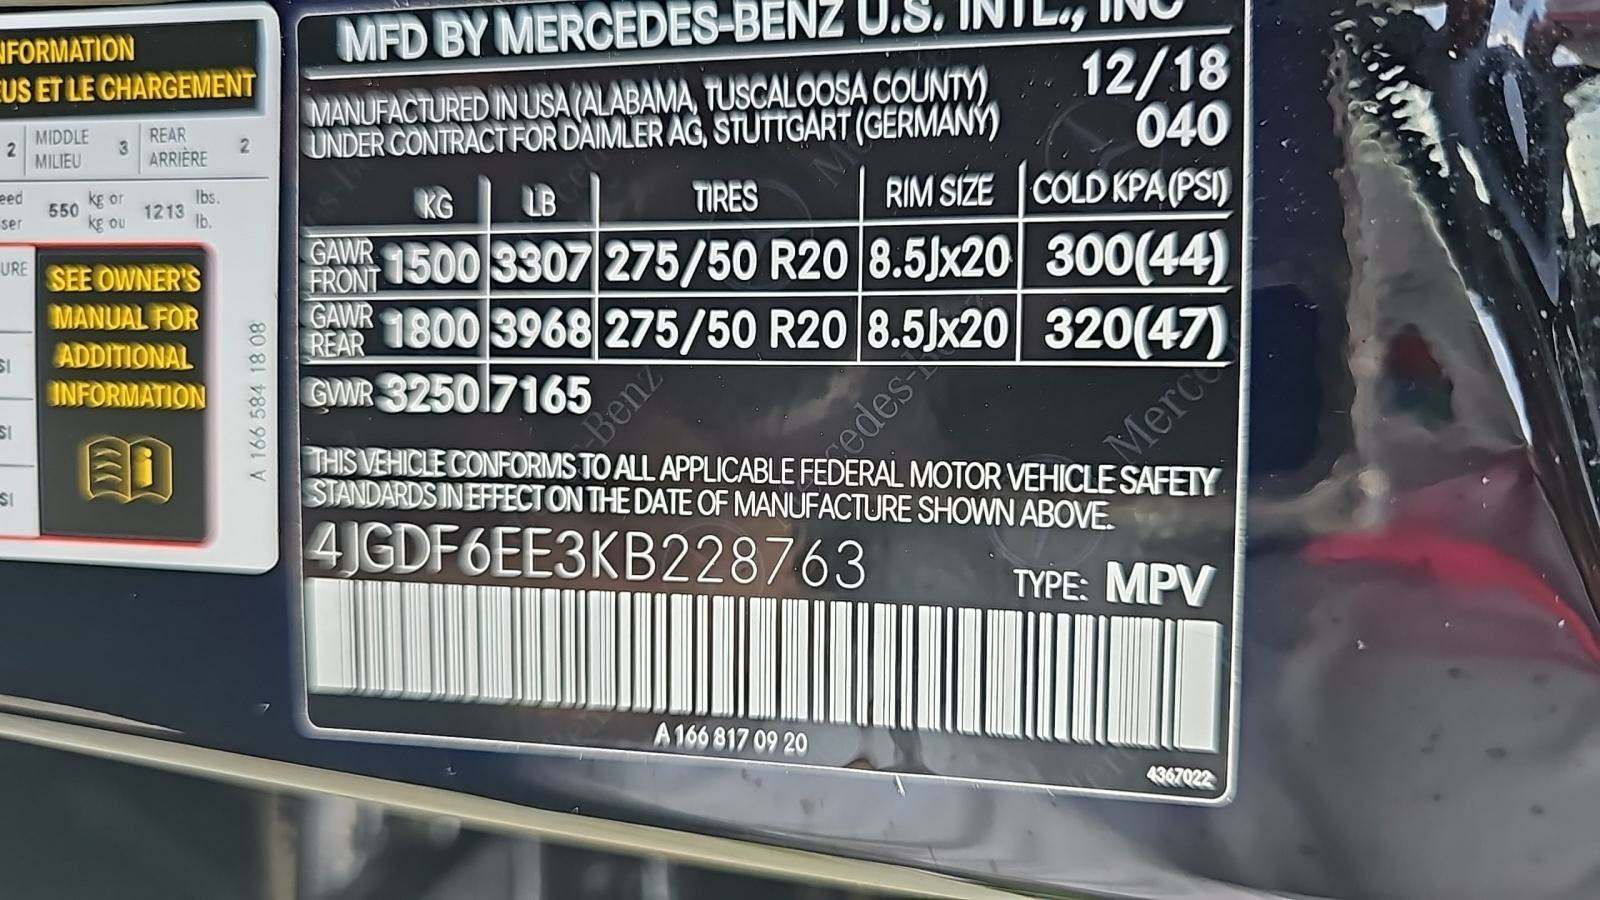 NFORMATION
EUS ET LE CHARGEMENT
2 MIDDLE MILIEU 3 REAR ARRIÈRE 2
550 kg or kg ou 1213 lbs. lb.
SEE OWNER'S
MANUAL FOR
ADDITIONAL
INFORMATION
A 166 584 18 08
MFD BY MERCEDES-BENZ U.S. INTL., INC
12/18
MANUFACTURED IN USA (ALABAMA, TUSCALOOSA COUNTY)
UNDER CONTRACT FOR DAIMLER AG, STUTTGART (GERMANY)
040
KG LB TIRES RIM SIZE COLD KPA (PSI)
GAWR FRONT 1500 3307 275/50 R20 8.5Jx20 300(44)
GAWR REAR 1800 3968 275/50 R20 8.5Jx20 320(47)
GVWR 3250 7165
THIS VEHICLE CONFORMS TO ALL APPLICABLE FEDERAL MOTOR VEHICLE SAFETY
STANDARDS IN EFFECT ON THE DATE OF MANUFACTURE SHOWN ABOVE.
4JGDF6EE3KB228763
TYPE: MPV
A 166 817 09 20
4367022